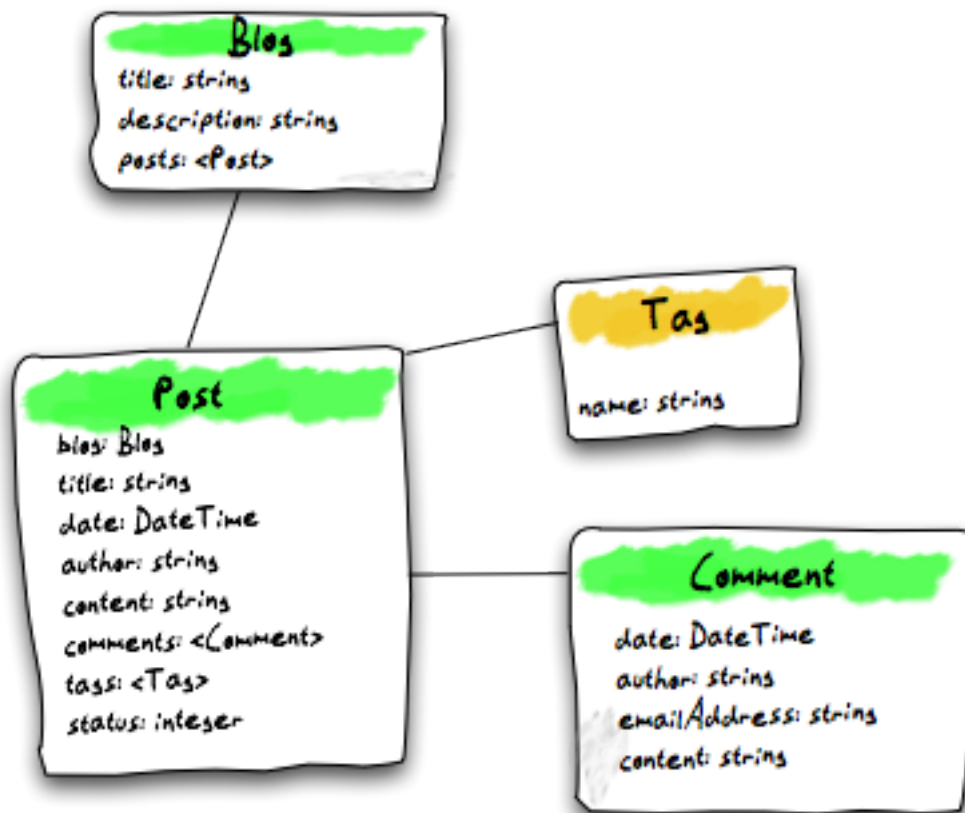 Blog
title: string
description: string
posts: <Post>
Tag
name: string
Post
blog: Blog
title: string
date: DateTime
author: string
content: string
comments: <Comment>
tags: <Tag>
status: integer
Comment
date: DateTime
author: string
emailAddress: string
content: string